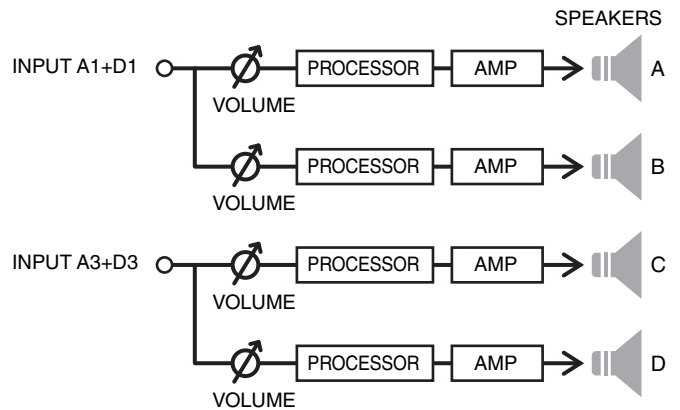 SPEAKERS
INPUT A1+D1 PROCESSOR AMP A
VOLUME
PROCESSOR AMP B
VOLUME
INPUT A3+D3 PROCESSOR AMP C
VOLUME
PROCESSOR AMP D
VOLUME